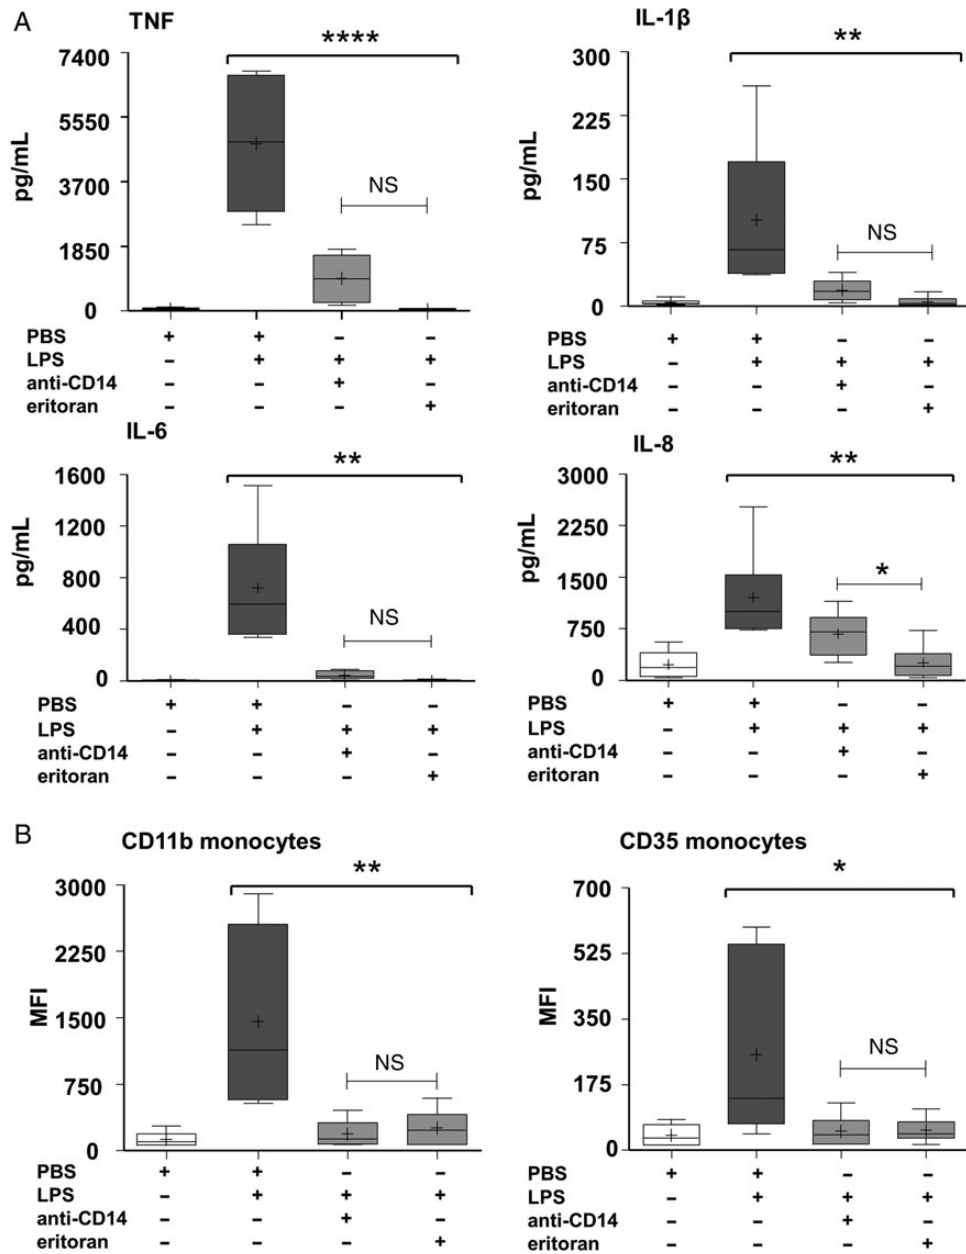 A
TNF
****
7400
5550
3700
1850
0
pg/mL
NS
PBS + + – –
LPS – + + +
anti-CD14 – – + –
eritoran – – – +
IL-1β
**
300
225
150
75
0
pg/mL
NS
PBS + + – –
LPS – + + +
anti-CD14 – – + –
eritoran – – – +
IL-6
**
1600
1200
800
400
0
pg/mL
NS
PBS + + – –
LPS – + + +
anti-CD14 – – + –
eritoran – – – +
IL-8
**
3000
2250
1500
750
0
pg/mL
*
PBS + + – –
LPS – + + +
anti-CD14 – – + –
eritoran – – – +
B
CD11b monocytes
**
3000
2250
1500
750
0
MFI
NS
PBS + + – –
LPS – + + +
anti-CD14 – – + –
eritoran – – – +
CD35 monocytes
*
700
525
350
175
0
MFI
NS
PBS + + – –
LPS – + + +
anti-CD14 – – + –
eritoran – – – +